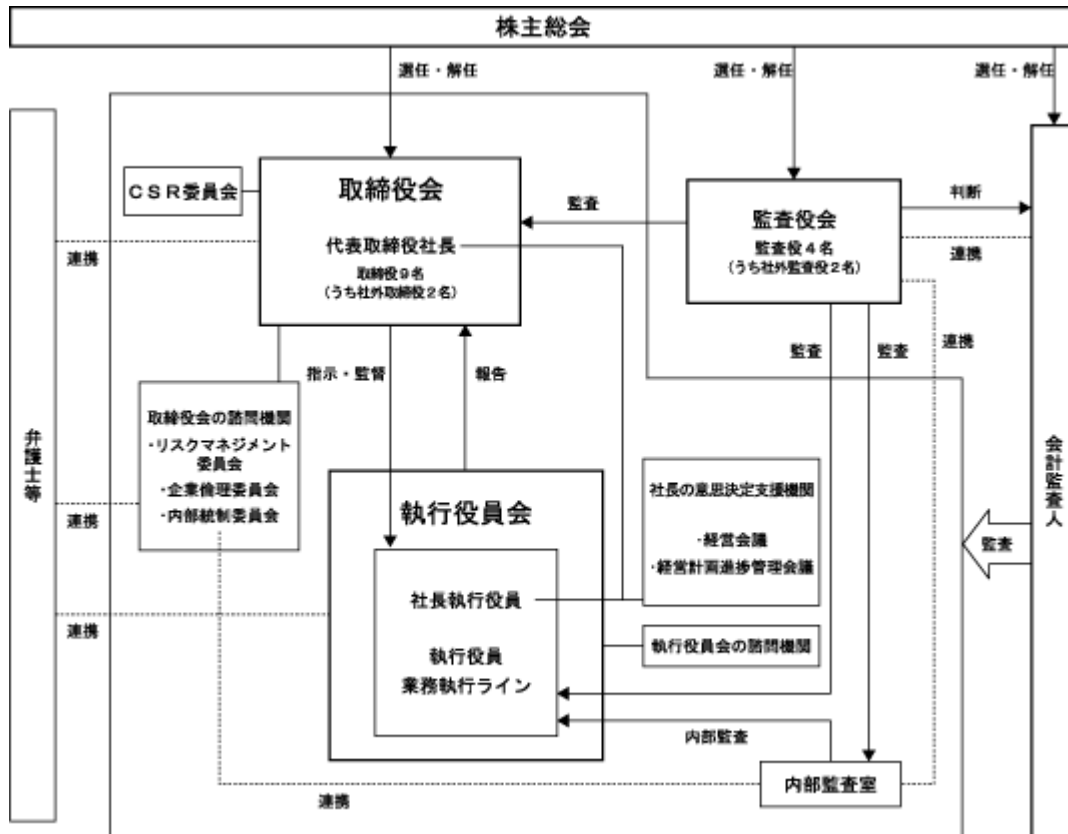 株主総会
選任・解任
選任・解任
選任・解任
CSR委員会
取締役会
代表取締役社長
取締役9名
(うち社外取締役2名)
監査
監査役会
監査役4名
(うち社外監査役2名)
判断
連携
連携
連携
指示・監督
報告
監査
監査
取締役会の諮問機関
・リスクマネジメント
委員会
・企業倫理委員会
・内部統制委員会
弁護士等
連携
執行役員会
社長の意思決定支援機関
・経営会議
・経営計画進捗管理会議
会計監査人
監査
社長執行役員
連携
執行役員会の諮問機関
執行役員
業務執行ライン
内部監査
内部監査室
連携